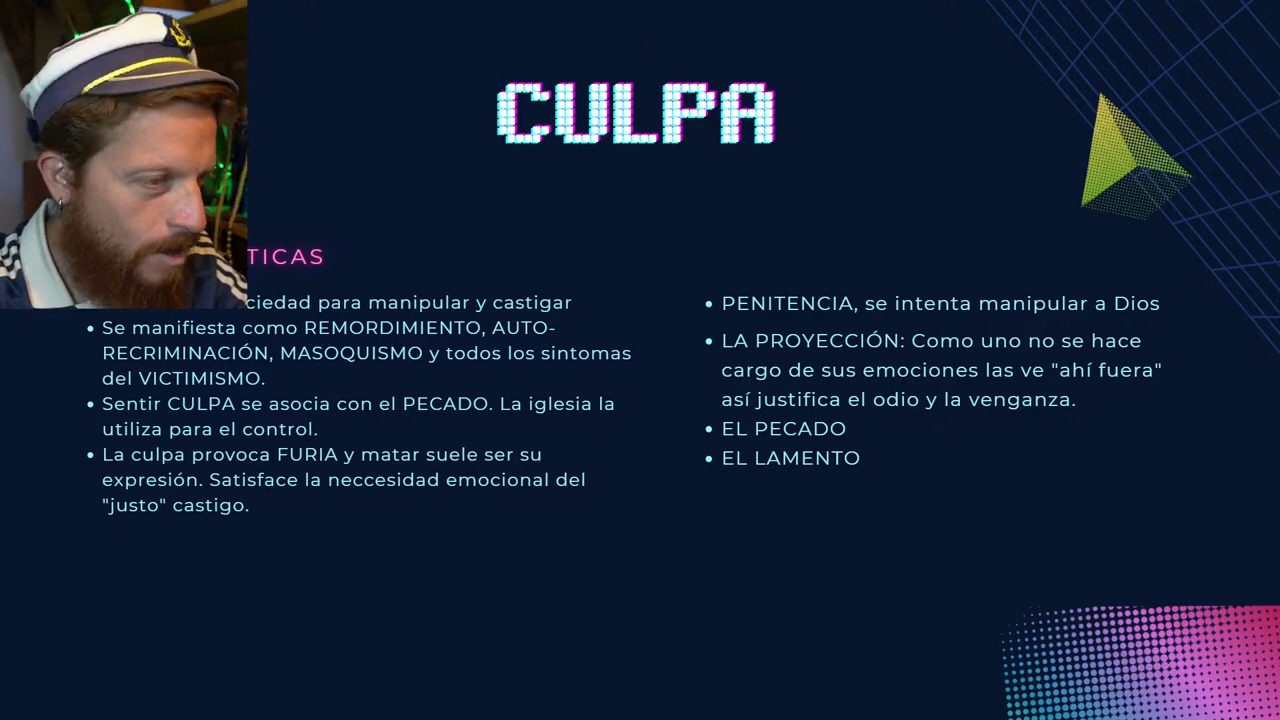 CULPA
TICAS
ciedad para manipular y castigar
• Se manifiesta como REMORDIMIENTO, AUTO-
RECRIMINACIÓN, MASOQUISMO y todos los sintomas
del VICTIMISMO.
• Sentir CULPA se asocia con el PECADO. La iglesia la
utiliza para el control.
• La culpa provoca FURIA y matar suele ser su
expresión. Satisface la neccesidad emocional del
"justo" castigo.
• PENITENCIA, se intenta manipular a Dios
• LA PROYECCIÓN: Como uno no se hace
cargo de sus emociones las ve "ahí fuera"
así justifica el odio y la venganza.
• EL PECADO
• EL LAMENTO